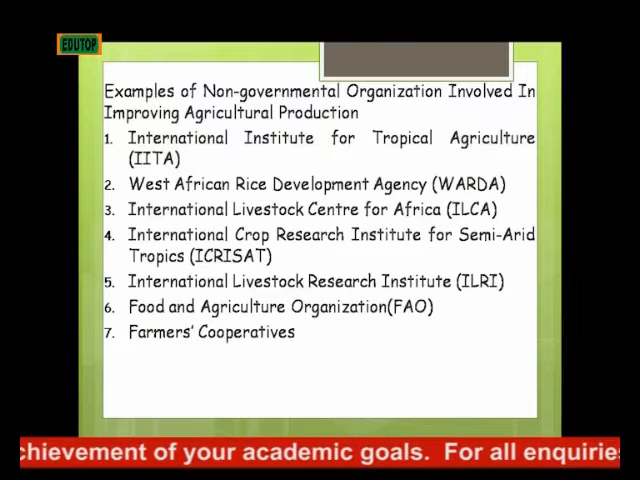 EDUTOP
Examples of Non-governmental Organization Involved In
Improving Agricultural Production
1. International Institute for Tropical Agriculture
(IITA)
2. West African Rice Development Agency (WARDA)
3. International Livestock Centre for Africa (ILCA)
4. International Crop Research Institute for Semi-Arid
Tropics (ICRISAT)
5. International Livestock Research Institute (ILRI)
6. Food and Agriculture Organization(FAO)
7. Farmers' Cooperatives
chievement of your academic goals. For all enquiries